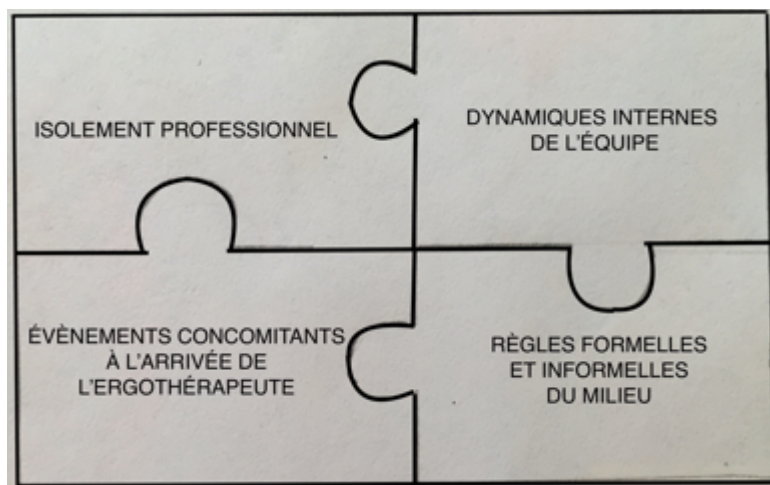 ISOLEMENT PROFESSIONNEL
DYNAMIQUES INTERNES
DE L'ÉQUIPE
ÉVÈNEMENTS CONCOMITANTS
À L'ARRIVÉE DE
L'ERGOTHÉRAPEUTE
RÈGLES FORMELLES
ET INFORMELLES
DU MILIEU